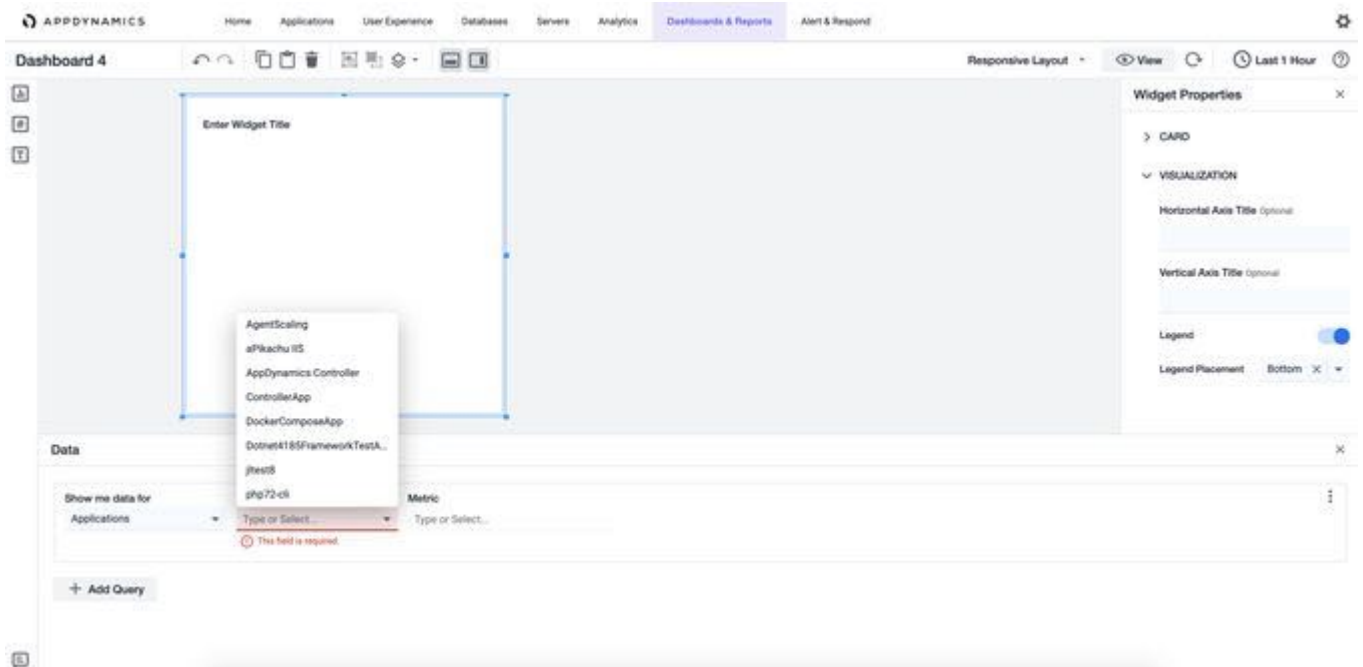 APPDYNAMICS Home Applications User Experience Databases Servers Analytics Dashboards & Reports Alert & Respond
Dashboard 4 Responsive Layout View Last 1 Hour
Widget Properties
Enter Widget Title
CARD
VISUALIZATION
Horizontal Axis Title Optional
Vertical Axis Title Optional
Legend
Legend Placement Bottom
AgentScaling
aPikachu IIS
AppDynamics Controller
ControllerApp
DockerComposeApp
Dotnet4185FrameworkTestA...
php72-cli
Data
Show me data for Metric
Applications Type or Select... Type or Select...
This field is required.
+ Add Query